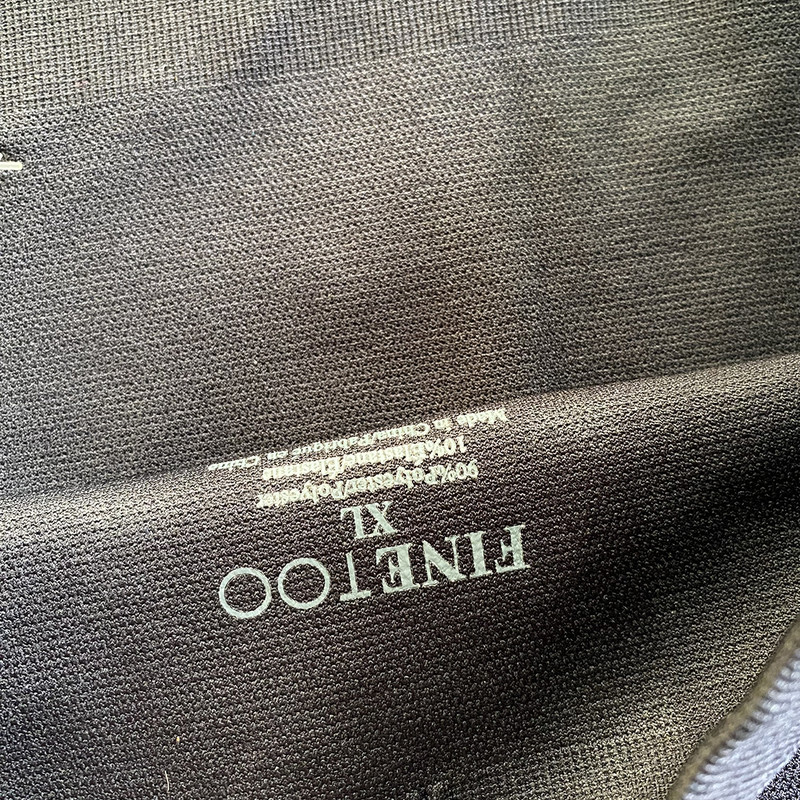 FINETOO
XL
90%Polyester/Polyester
10%Elastane/Elastane
Made in China/Fabriqué en Chine